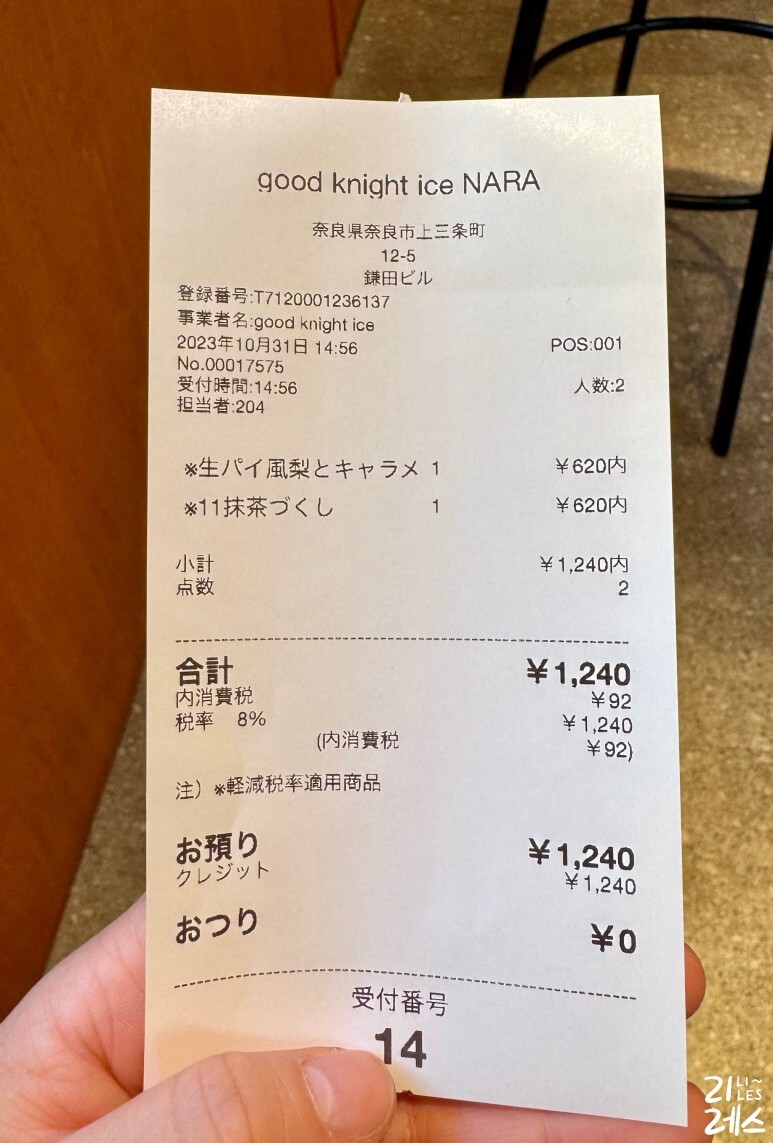 good knight ice NARA
奈良県奈良市上三条町
12-5
鎌田ビル
登録番号:T7120001236137
事業者名:good knight ice
2023年10月31日 14:56 POS:001
No.00017575
受付時間:14:56 人数:2
担当者:204
※生パイ風梨とキャラメ 1 ¥620内
※11抹茶づくし 1 ¥620内
小計 ¥1,240内
点数 2
合計 ¥1,240
内消費税 ¥92
税率 8% ¥1,240
(内消費税 ¥92)
注) ※軽減税率適用商品
お預り ¥1,240
クレジット ¥1,240
おつり ¥0
受付番号
14
리 LI~
레스 LES